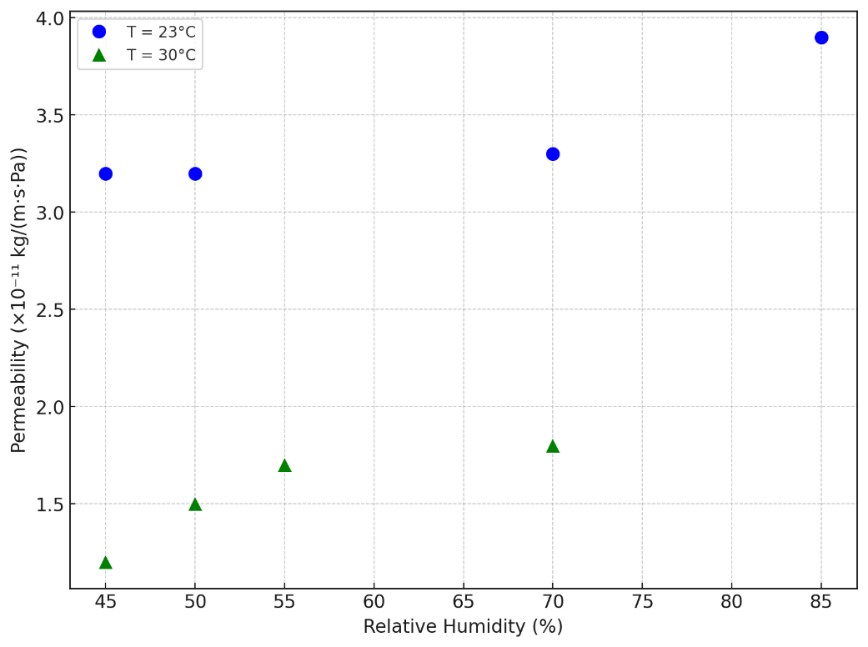 T = 23°C
T = 30°C
4.0
3.5
3.0
2.5
2.0
1.5
Permeability (×10⁻¹¹ kg/(m·s·Pa))
45 50 55 60 65 70 75 80 85
Relative Humidity (%)